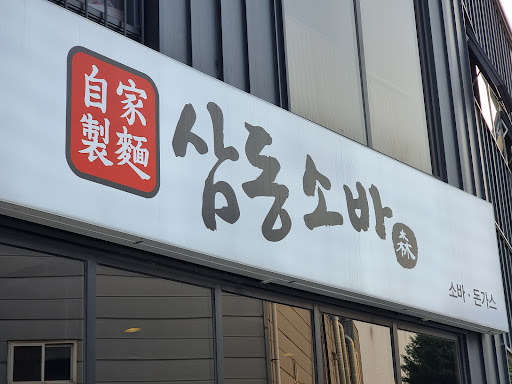 自家
製麵
삼동소바
森
소바 · 돈가스